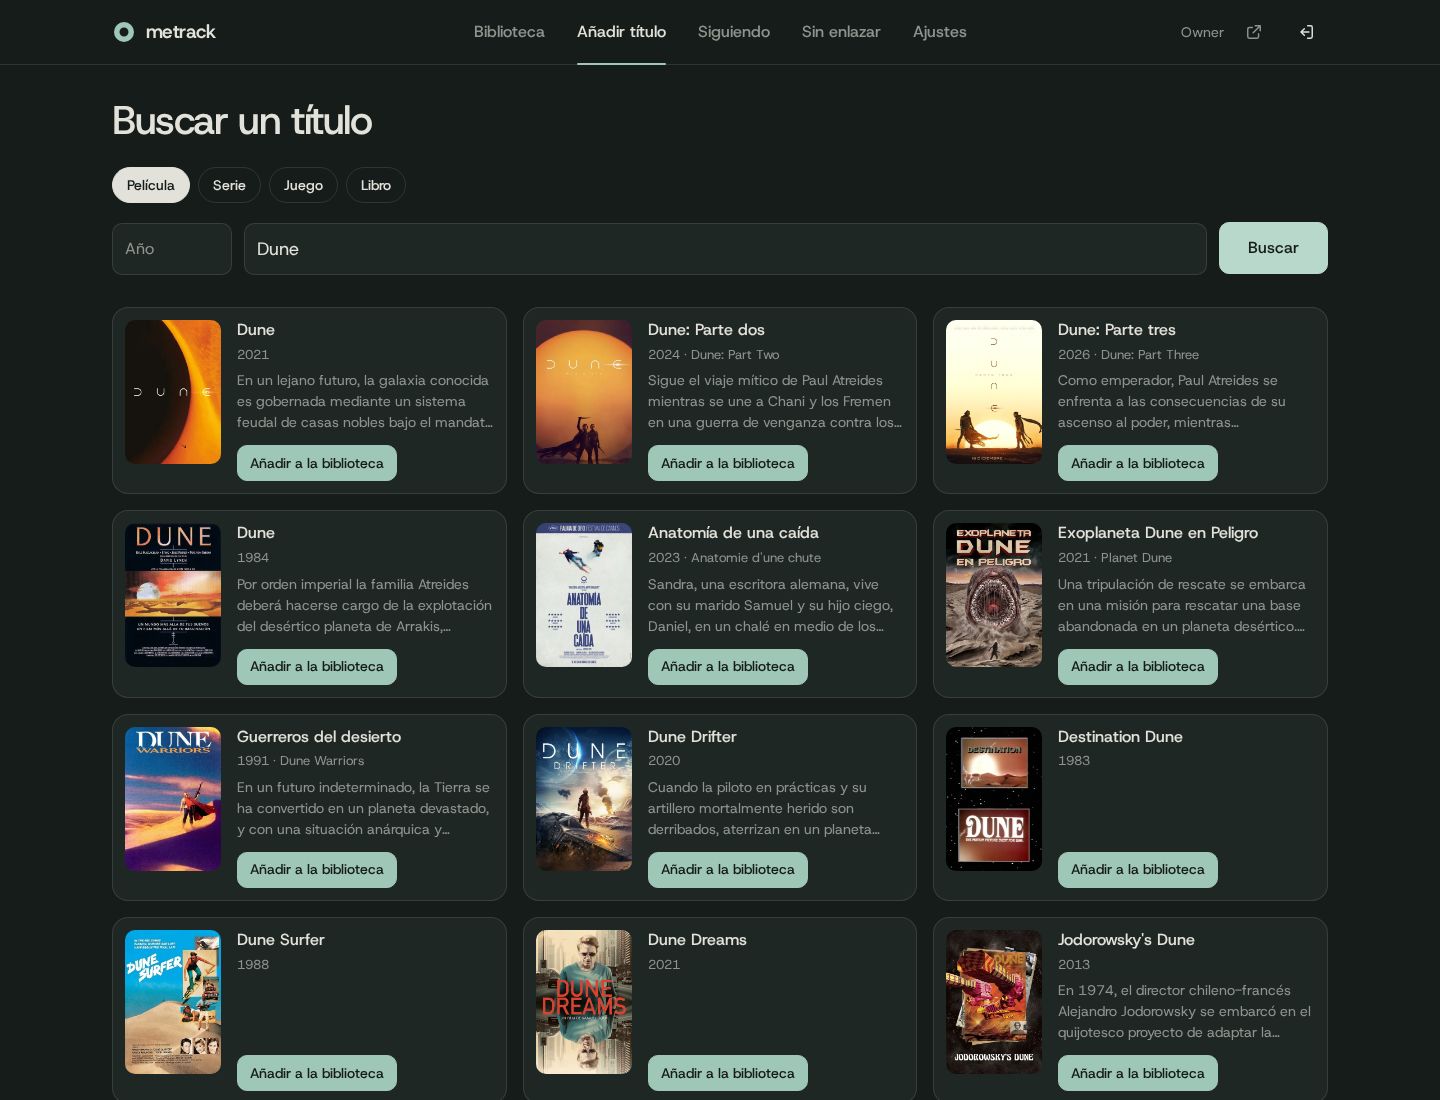 metrack
Biblioteca
Añadir título
Siguiendo
Sin enlazar
Ajustes
Owner
Buscar un título
Película
Serie
Juego
Libro
Año
Dune
Buscar
DUNE
Dune
2021
En un lejano futuro, la galaxia conocida
es gobernada mediante un sistema
feudal de casas nobles bajo el mandat…
Añadir a la biblioteca
DUNE
Dune: Parte dos
2024 · Dune: Part Two
Sigue el viaje mítico de Paul Atreides
mientras se une a Chani y los Fremen
en una guerra de venganza contra los…
Añadir a la biblioteca
DUNE
Dune: Parte tres
2026 · Dune: Part Three
Como emperador, Paul Atreides se
enfrenta a las consecuencias de su
ascenso al poder, mientras…
Añadir a la biblioteca
DUNE
Dune
1984
Por orden imperial la familia Atreides
deberá hacerse cargo de la explotación
del desértico planeta de Arrakis,…
Añadir a la biblioteca
ANATOMÍA
DE
UNA
CAÍDA
Anatomía de una caída
2023 · Anatomie d'une chute
Sandra, una escritora alemana, vive
con su marido Samuel y su hijo ciego,
Daniel, en un chalé en medio de los…
Añadir a la biblioteca
EXOPLANETA
DUNE
EN PELIGRO
Exoplaneta Dune en Peligro
2021 · Planet Dune
Una tripulación de rescate se embarca
en una misión para rescatar una base
abandonada en un planeta desértico.…
Añadir a la biblioteca
DUNE
WARRIORS
Guerreros del desierto
1991 · Dune Warriors
En un futuro indeterminado, la Tierra se
ha convertido en un planeta devastado,
y con una situación anárquica y…
Añadir a la biblioteca
DUNE
DRIFTER
Dune Drifter
2020
Cuando la piloto en prácticas y su
artillero mortalmente herido son
derribados, aterrizan en un planeta…
Añadir a la biblioteca
DESTINATION
DUNE
Destination Dune
1983
Añadir a la biblioteca
DUNE
SURFER
Dune Surfer
1988
Añadir a la biblioteca
DUNE
DREAMS
Dune Dreams
2021
Añadir a la biblioteca
DUNE
JODOROWSKY'S DUNE
Jodorowsky's Dune
2013
En 1974, el director chileno-francés
Alejandro Jodorowsky se embarcó en el
quijotesco proyecto de adaptar la…
Añadir a la biblioteca